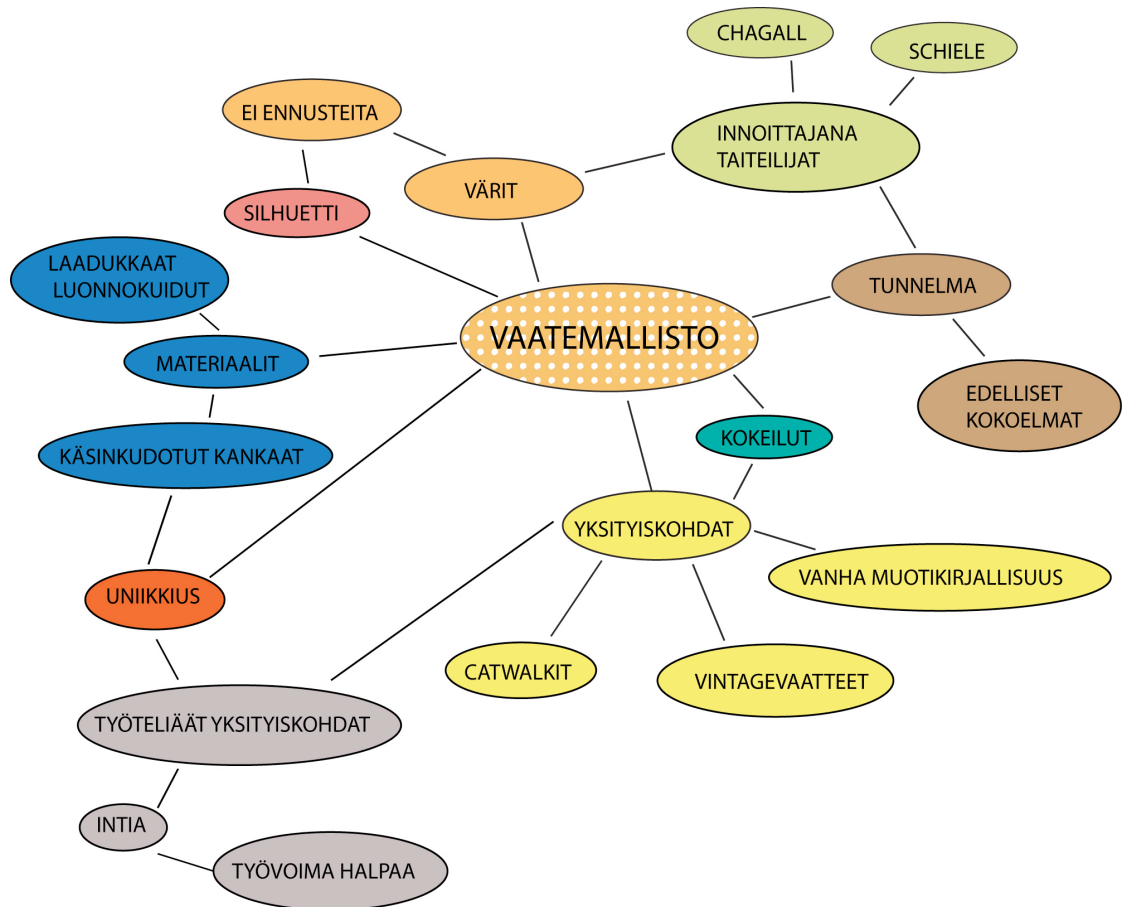 CHAGALL
SCHIELE
EI ENNUSTEITA
INNOITTAJANA
TAITEILIJAT
VÄRIT
SILHUETTI
LAADUKKAAT
LUONNOKUIDUT
TUNNELMA
VAATEMALLISTO
MATERIAALIT
EDELLISET
KOKOELMAT
KOKEILUT
KÄSINKUDOTUT KANKAAT
YKSITYISKOHDAT
VANHA MUOTIKIRJALLISUUS
UNIIKKIUS
CATWALKIT
VINTAGEVAATTEET
TYÖTELIÄÄT YKSITYISKOHDAT
INTIA
TYÖVOIMA HALPAA